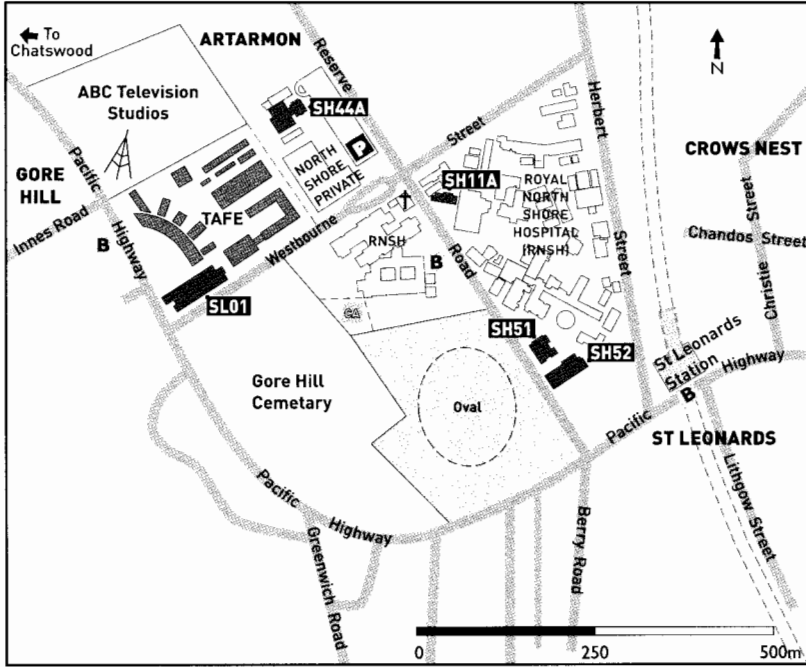 To
Chatswood
ARTARMON
Reserve
Road
N
ABC Television
Studios
SH44A
P
NORTH
SHORE
PRIVATE
Street
Westbourne
Herbert
Street
CROWS NEST
GORE
HILL
Pacific
Highway
Innes Road
B
TAFE
SH11A
ROYAL
NORTH
SHORE
HOSPITAL
(RNSH)
RNSH
B
Chandos Street
Christie Street
SL01
SH51
SH52
St Leonards
Station
Pacific Highway
B
Gore Hill
Cemetary
Oval
ST LEONARDS
Lithgow Street
Pacific Highway
Greenwich Road
Berry Road
0 250 500m